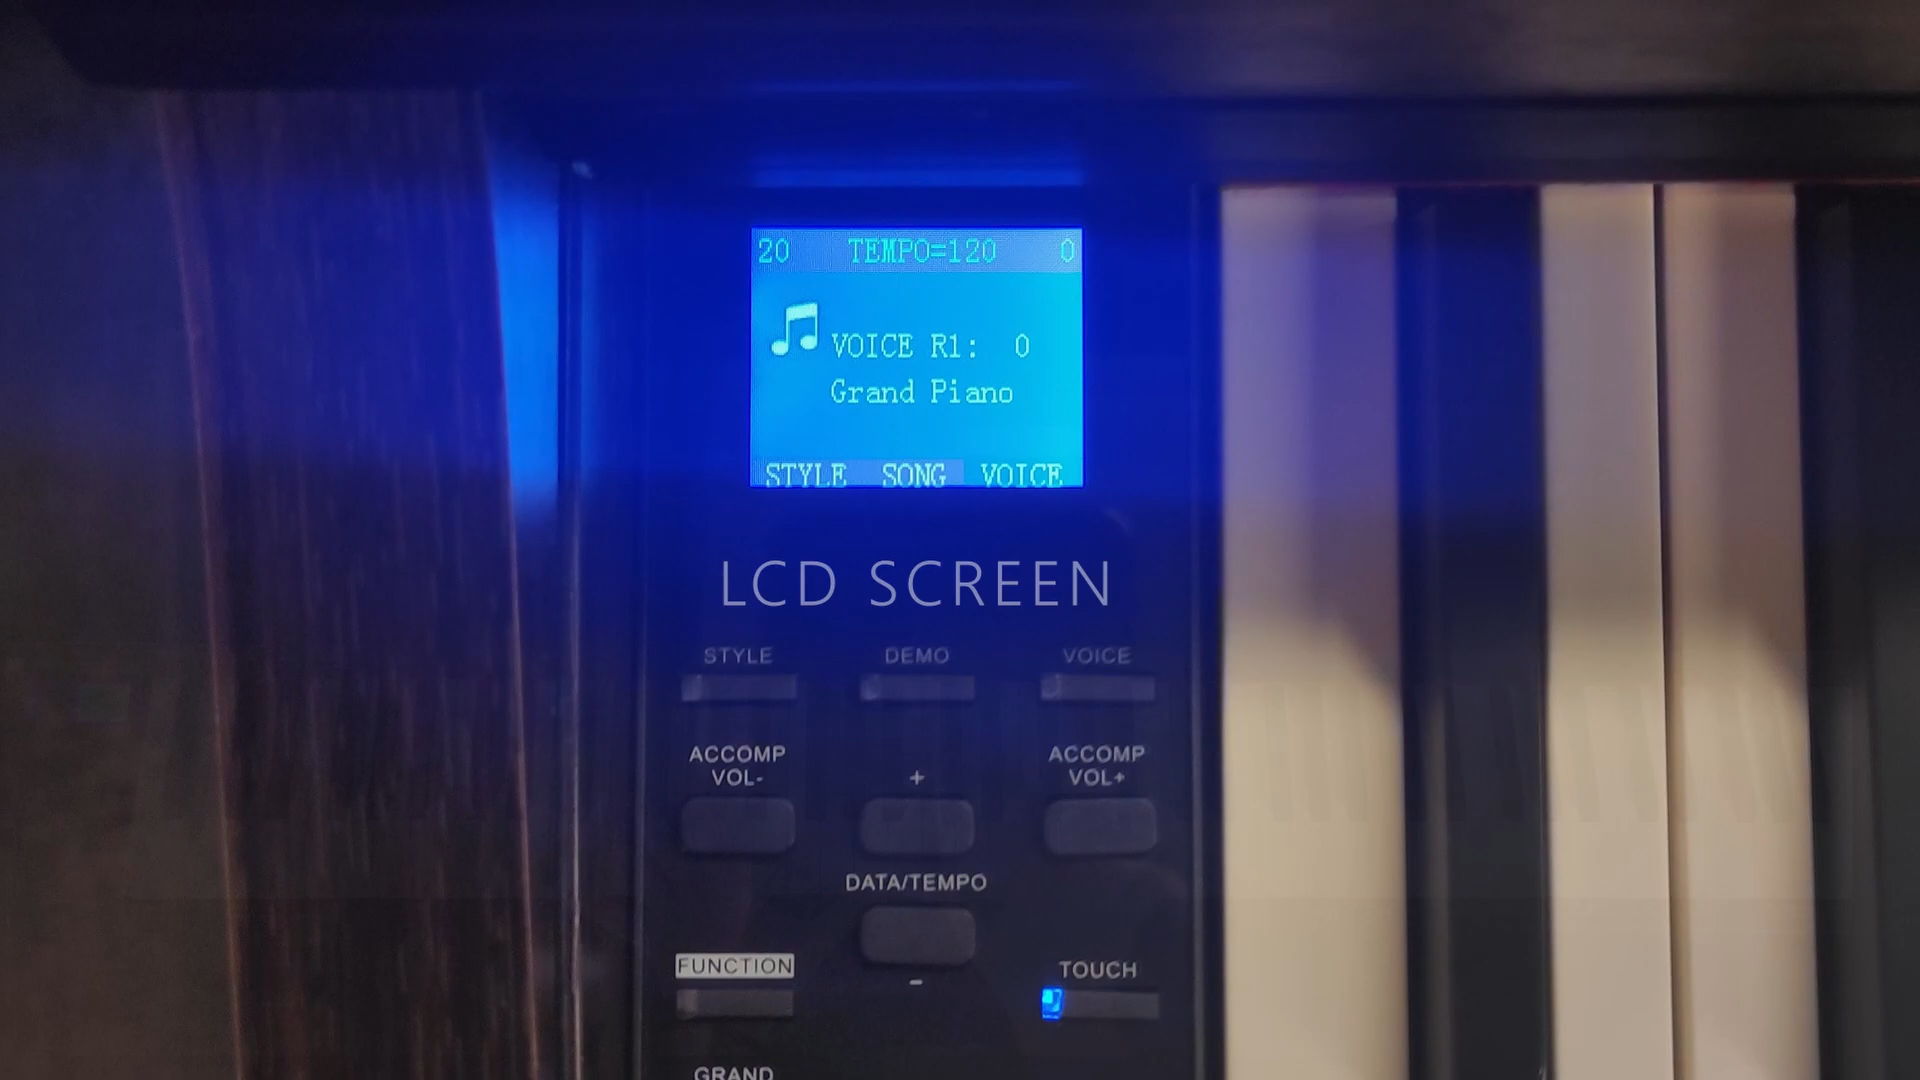 20 TEMPO=120 0
VOICE R1: 0
Grand Piano
STYLE SONG VOICE
LCD SCREEN
STYLE DEMO VOICE
ACCOMP VOL- + ACCOMP VOL+
DATA/TEMPO
FUNCTION - TOUCH
GRAND